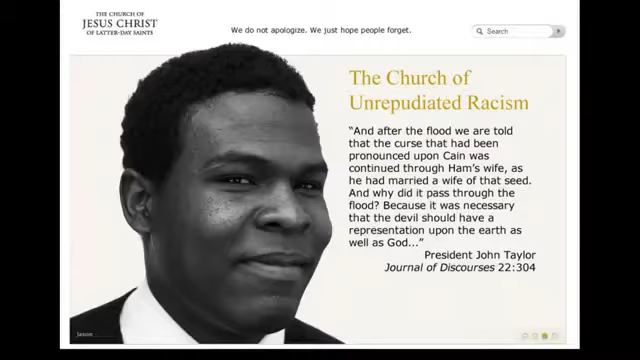 THE CHURCH OF
JESUS CHRIST
OF LATTER-DAY SAINTS
We do not apologize. We just hope people forget.
Search
The Church of
Unrepudiated Racism
“And after the flood we are told
that the curse that had been
pronounced upon Cain was
continued through Ham’s wife, as
he had married a wife of that seed.
And why did it pass through the
flood? Because it was necessary
that the devil should have a
representation upon the earth as
well as God...”
President John Taylor
Journal of Discourses 22:304